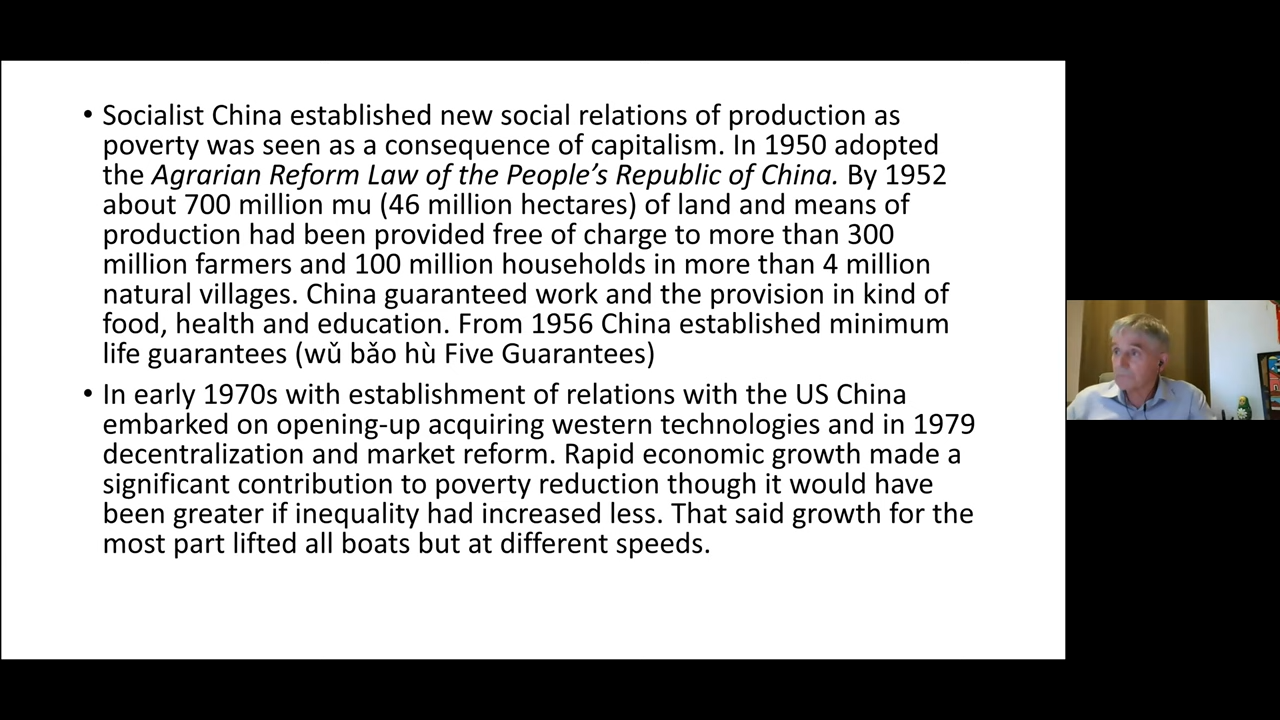 • Socialist China established new social relations of production as
poverty was seen as a consequence of capitalism. In 1950 adopted
the Agrarian Reform Law of the People’s Republic of China. By 1952
about 700 million mu (46 million hectares) of land and means of
production had been provided free of charge to more than 300
million farmers and 100 million households in more than 4 million
natural villages. China guaranteed work and the provision in kind of
food, health and education. From 1956 China established minimum
life guarantees (wǔ bǎo hù Five Guarantees)
• In early 1970s with establishment of relations with the US China
embarked on opening-up acquiring western technologies and in 1979
decentralization and market reform. Rapid economic growth made a
significant contribution to poverty reduction though it would have
been greater if inequality had increased less. That said growth for the
most part lifted all boats but at different speeds.